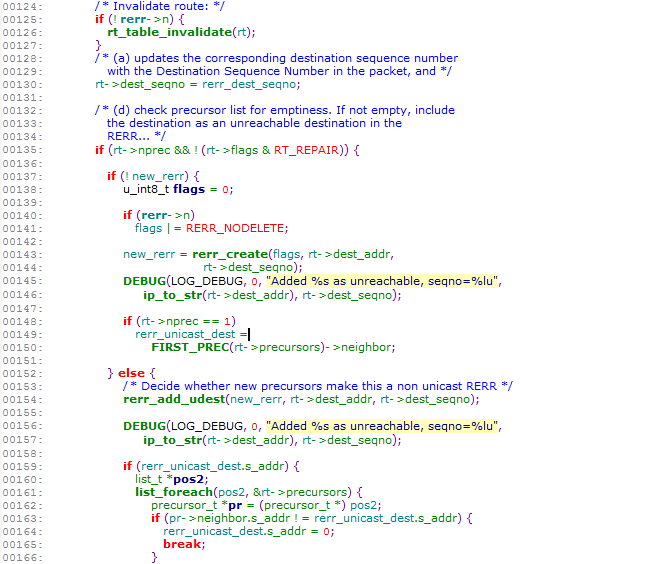 00124: /* Invalidate route: */
00125: if (! rerr->n) {
00126: rt_table_invalidate(rt);
00127: }
00128: /* (a) updates the corresponding destination sequence number
00129: with the Destination Sequence Number in the packet, and */
00130: rt->dest_seqno = rerr_dest_seqno;
00131:
00132: /* (d) check precursor list for emptiness. If not empty, include
00133: the destination as an unreachable destination in the
00134: RERR... */
00135: if (rt->nprec && ! (rt->flags & RT_REPAIR)) {
00136:
00137: if (! new_rerr) {
00138: u_int8_t flags = 0;
00139:
00140: if (rerr->n)
00141: flags |= RERR_NODELETE;
00142:
00143: new_rerr = rerr_create(flags, rt->dest_addr,
00144: rt->dest_seqno);
00145: DEBUG(LOG_DEBUG, 0, "Added %s as unreachable, seqno=%lu",
00146: ip_to_str(rt->dest_addr), rt->dest_seqno);
00147:
00148: if (rt->nprec == 1)
00149: rerr_unicast_dest =
00150: FIRST_PREC(rt->precursors)->neighbor;
00151:
00152: } else {
00153: /* Decide whether new precursors make this a non unicast RERR */
00154: rerr_add_udest(new_rerr, rt->dest_addr, rt->dest_seqno);
00155:
00156: DEBUG(LOG_DEBUG, 0, "Added %s as unreachable, seqno=%lu",
00157: ip_to_str(rt->dest_addr), rt->dest_seqno);
00158:
00159: if (rerr_unicast_dest.s_addr) {
00160: list_t *pos2;
00161: list_foreach(pos2, &rt->precursors) {
00162: precursor_t *pr = (precursor_t *) pos2;
00163: if (pr->neighbor.s_addr != rerr_unicast_dest.s_addr) {
00164: rerr_unicast_dest.s_addr = 0;
00165: break;
00166: }